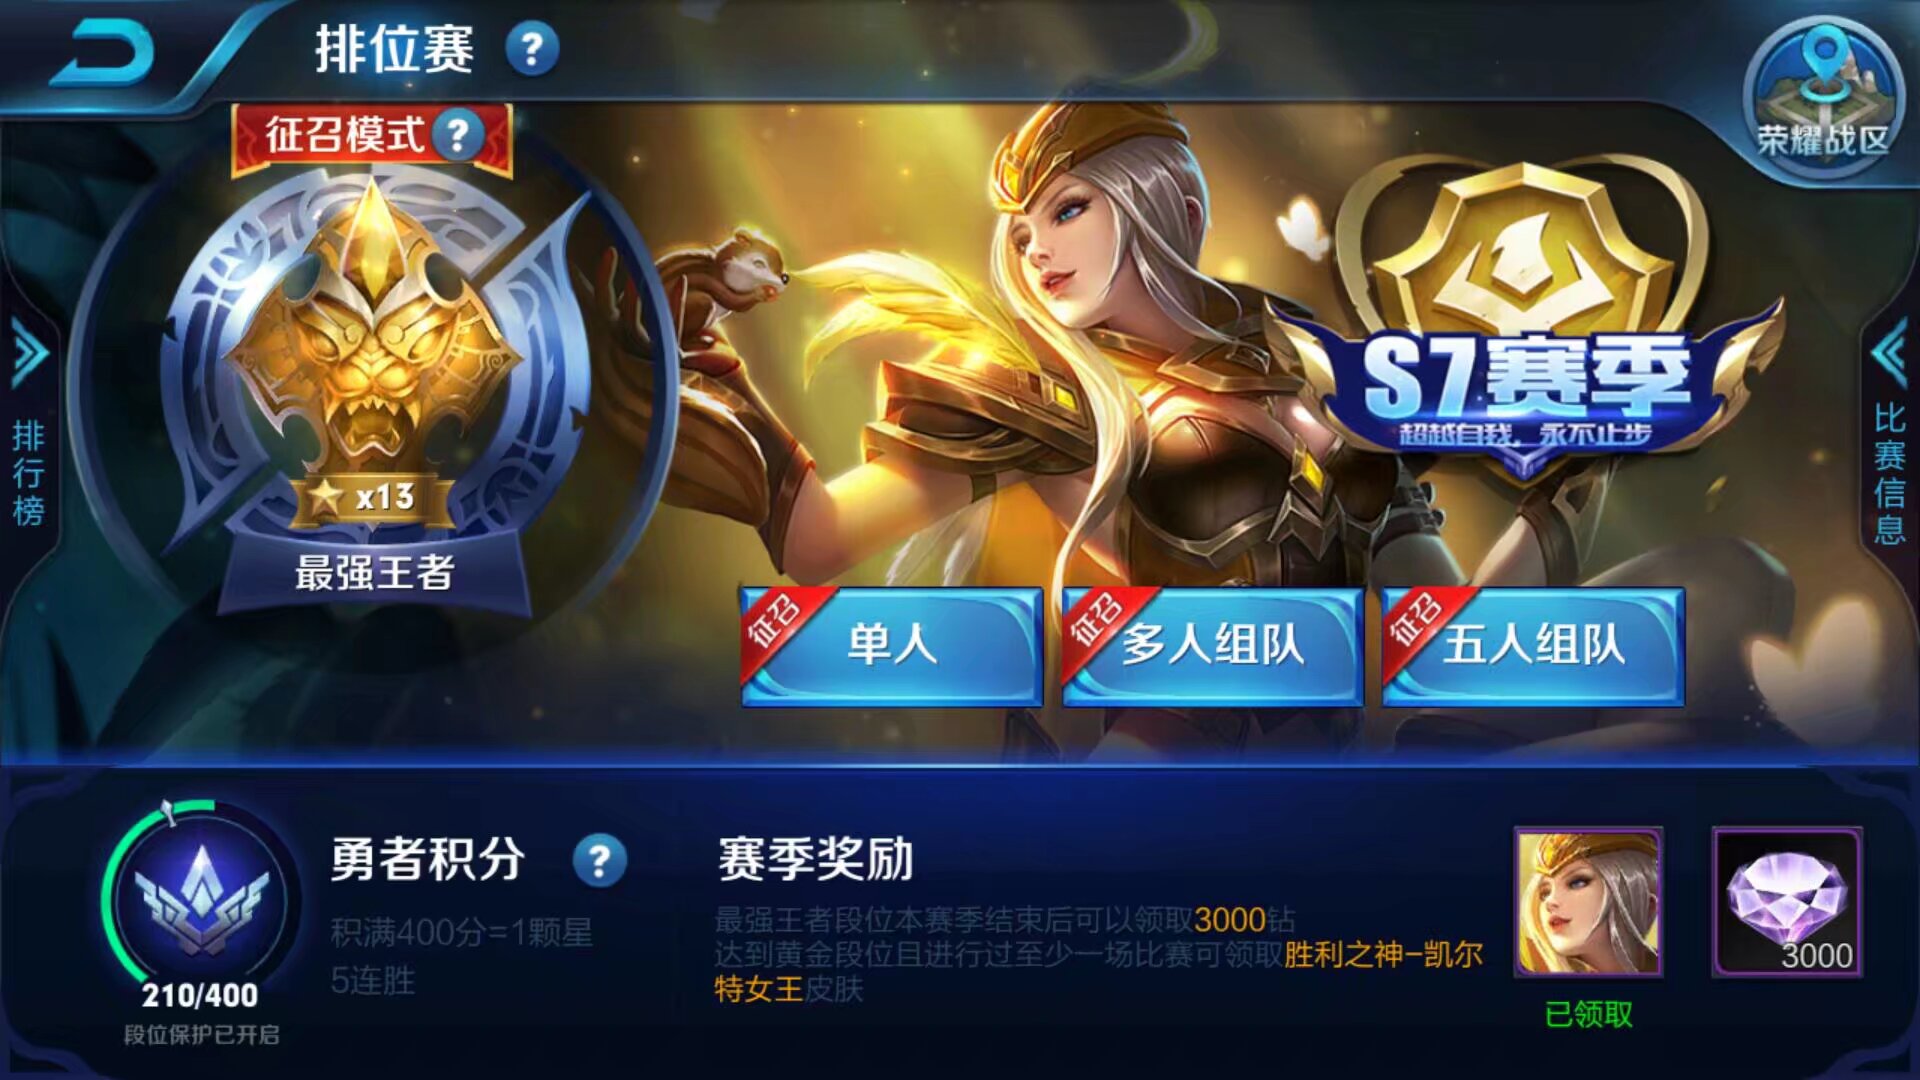 排位赛 ?
荣耀战区
征召模式 ?
S7赛季
超越自我，永不止步
排行榜
比赛信息
x13
最强王者
征召 单人
征召 多人组队
征召 五人组队
勇者积分 ?
积满400分=1颗星
5连胜
210/400
段位保护已开启
赛季奖励
最强王者段位本赛季结束后可以领取3000钻
达到黄金段位且进行过至少一场比赛可领取胜利之神-凯尔
特女王皮肤
已领取
3000